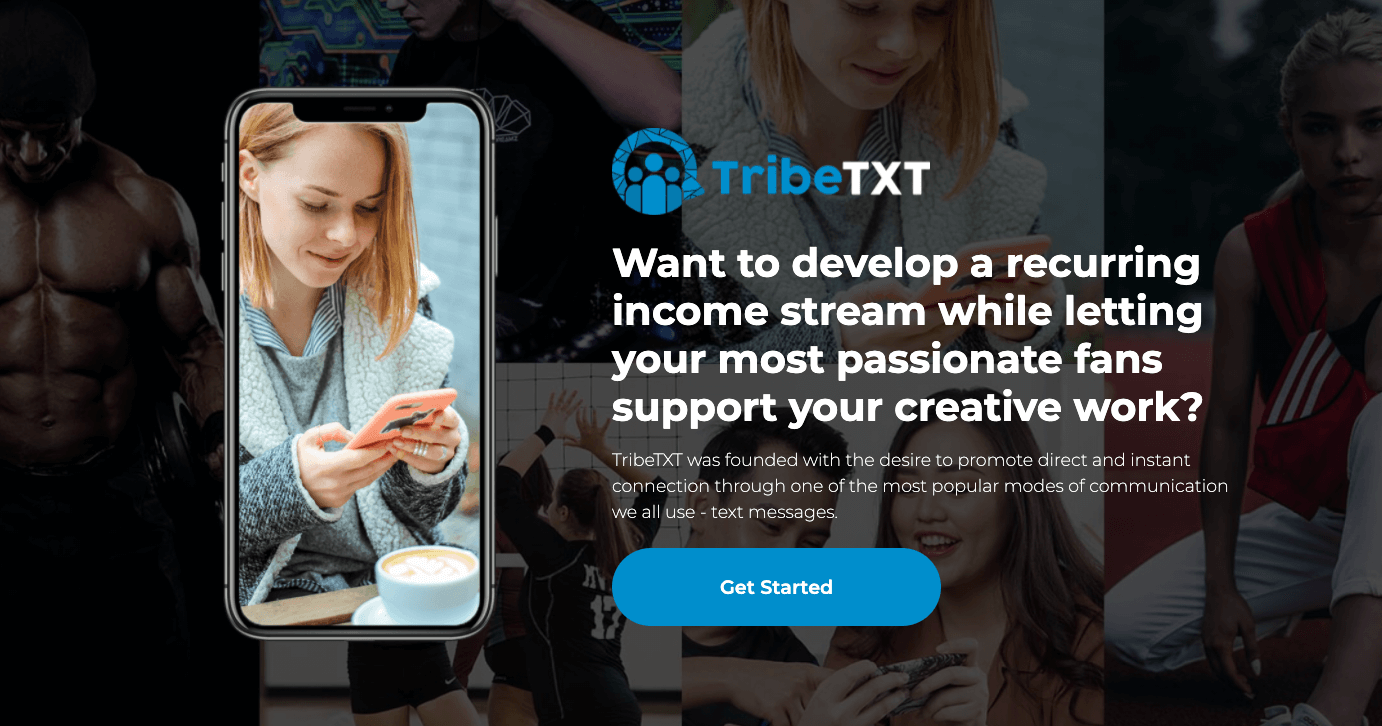 TribeTXT
Want to develop a recurring
income stream while letting
your most passionate fans
support your creative work?
TribeTXT was founded with the desire to promote direct and instant
connection through one of the most popular modes of communication
we all use - text messages.
Get Started
17